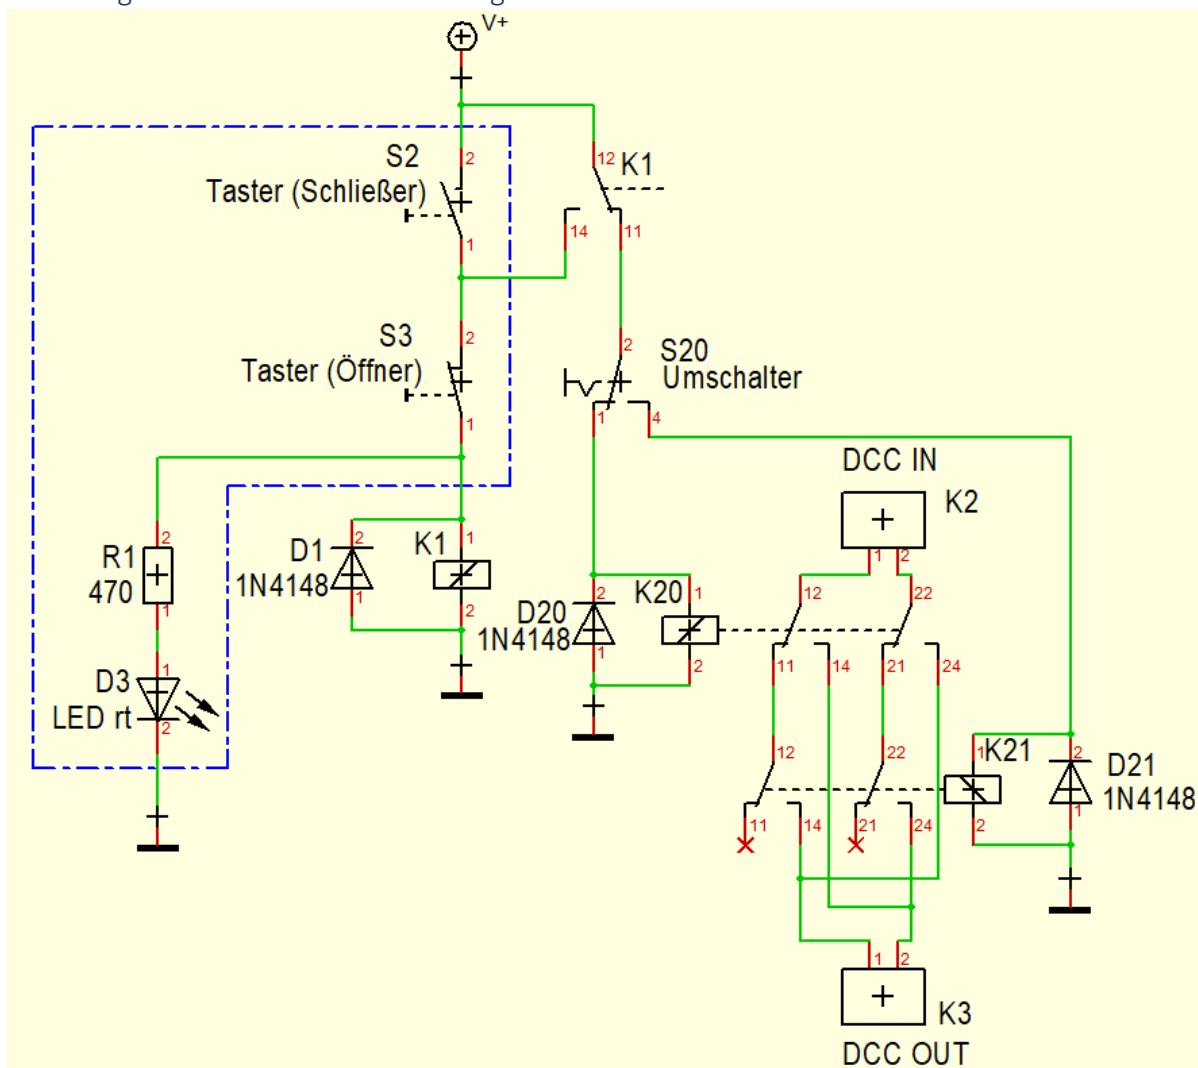 V+
S2
Taster (Schließer)
2
1
12
K1
14
11
S3
Taster (Öffner)
2
1
2
S20
Umschalter
1
4
DCC IN
K2
1
2
R1
470
2
1
D1
1N4148
2
1
K1
1
2
D20
1N4148
2
1
K20
1
2
12
22
11
14
21
24
D3
LED rt
1
2
12
22
11
14
21
24
1
K21
2
2
D21
1N4148
1
1
2
K3
DCC OUT